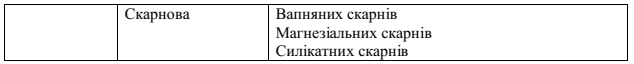 Скарнова Вапняних скарнів
Магнезіальних скарнів
Силікатних скарнів